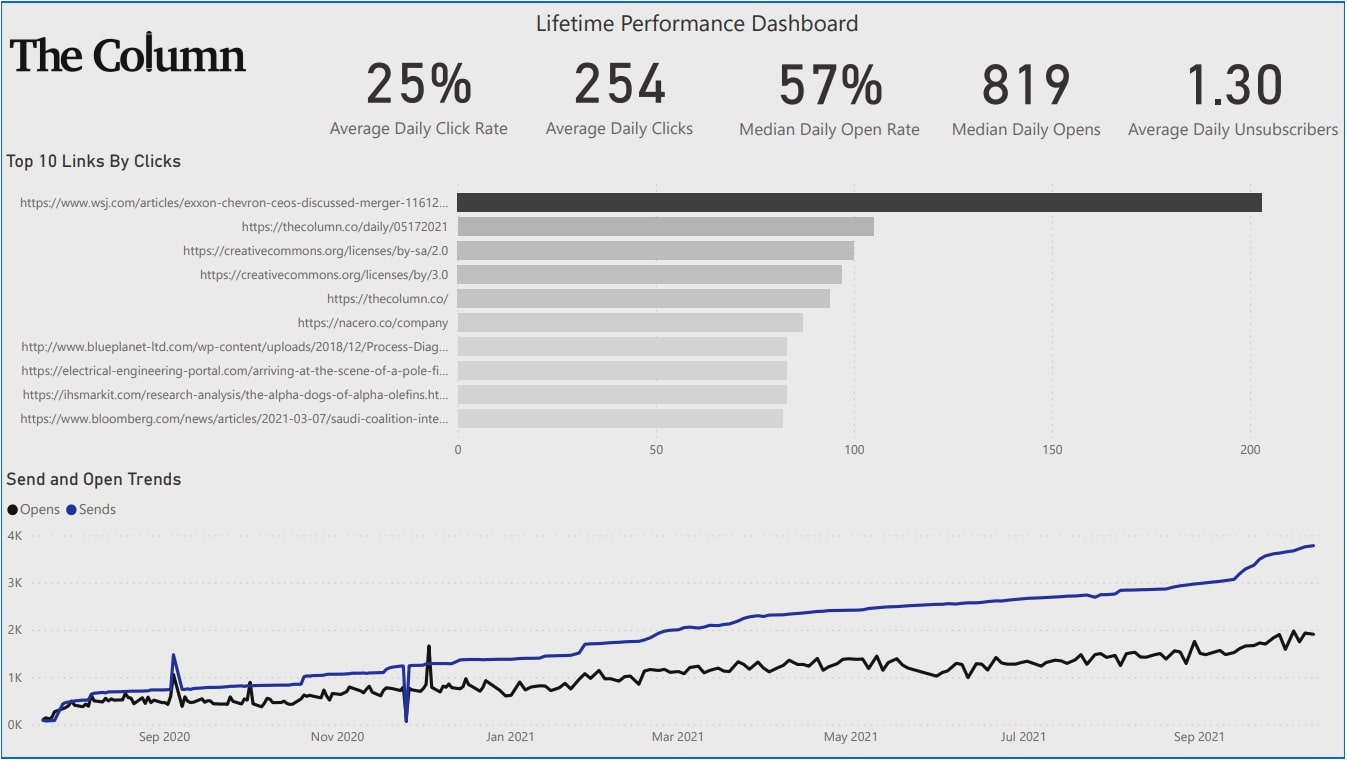 Lifetime Performance Dashboard
The Column
25%
254
57%
819
1.30
Average Daily Click Rate
Average Daily Clicks
Median Daily Open Rate
Median Daily Opens
Average Daily Unsubscribers
Top 10 Links By Clicks
https://www.wsj.com/articles/exxon-chevron-ceos-discussed-merger-11612...
https://thecolumn.co/daily/05172021
https://creativecommons.org/licenses/by-sa/2.0
https://creativecommons.org/licenses/by/3.0
https://thecolumn.co/
https://nacero.co/company
http://www.blueplanet-ltd.com/wp-content/uploads/2018/12/Process-Diag...
https://electrical-engineering-portal.com/arriving-at-the-scene-of-a-pole-fi...
https://ihsmarkit.com/research-analysis/the-alpha-dogs-of-alpha-olefins.ht...
https://www.bloomberg.com/news/articles/2021-03-07/saudi-coalition-inte...
0 50 100 150 200
Send and Open Trends
Opens Sends
4K
3K
2K
1K
0K
Sep 2020 Nov 2020 Jan 2021 Mar 2021 May 2021 Jul 2021 Sep 2021